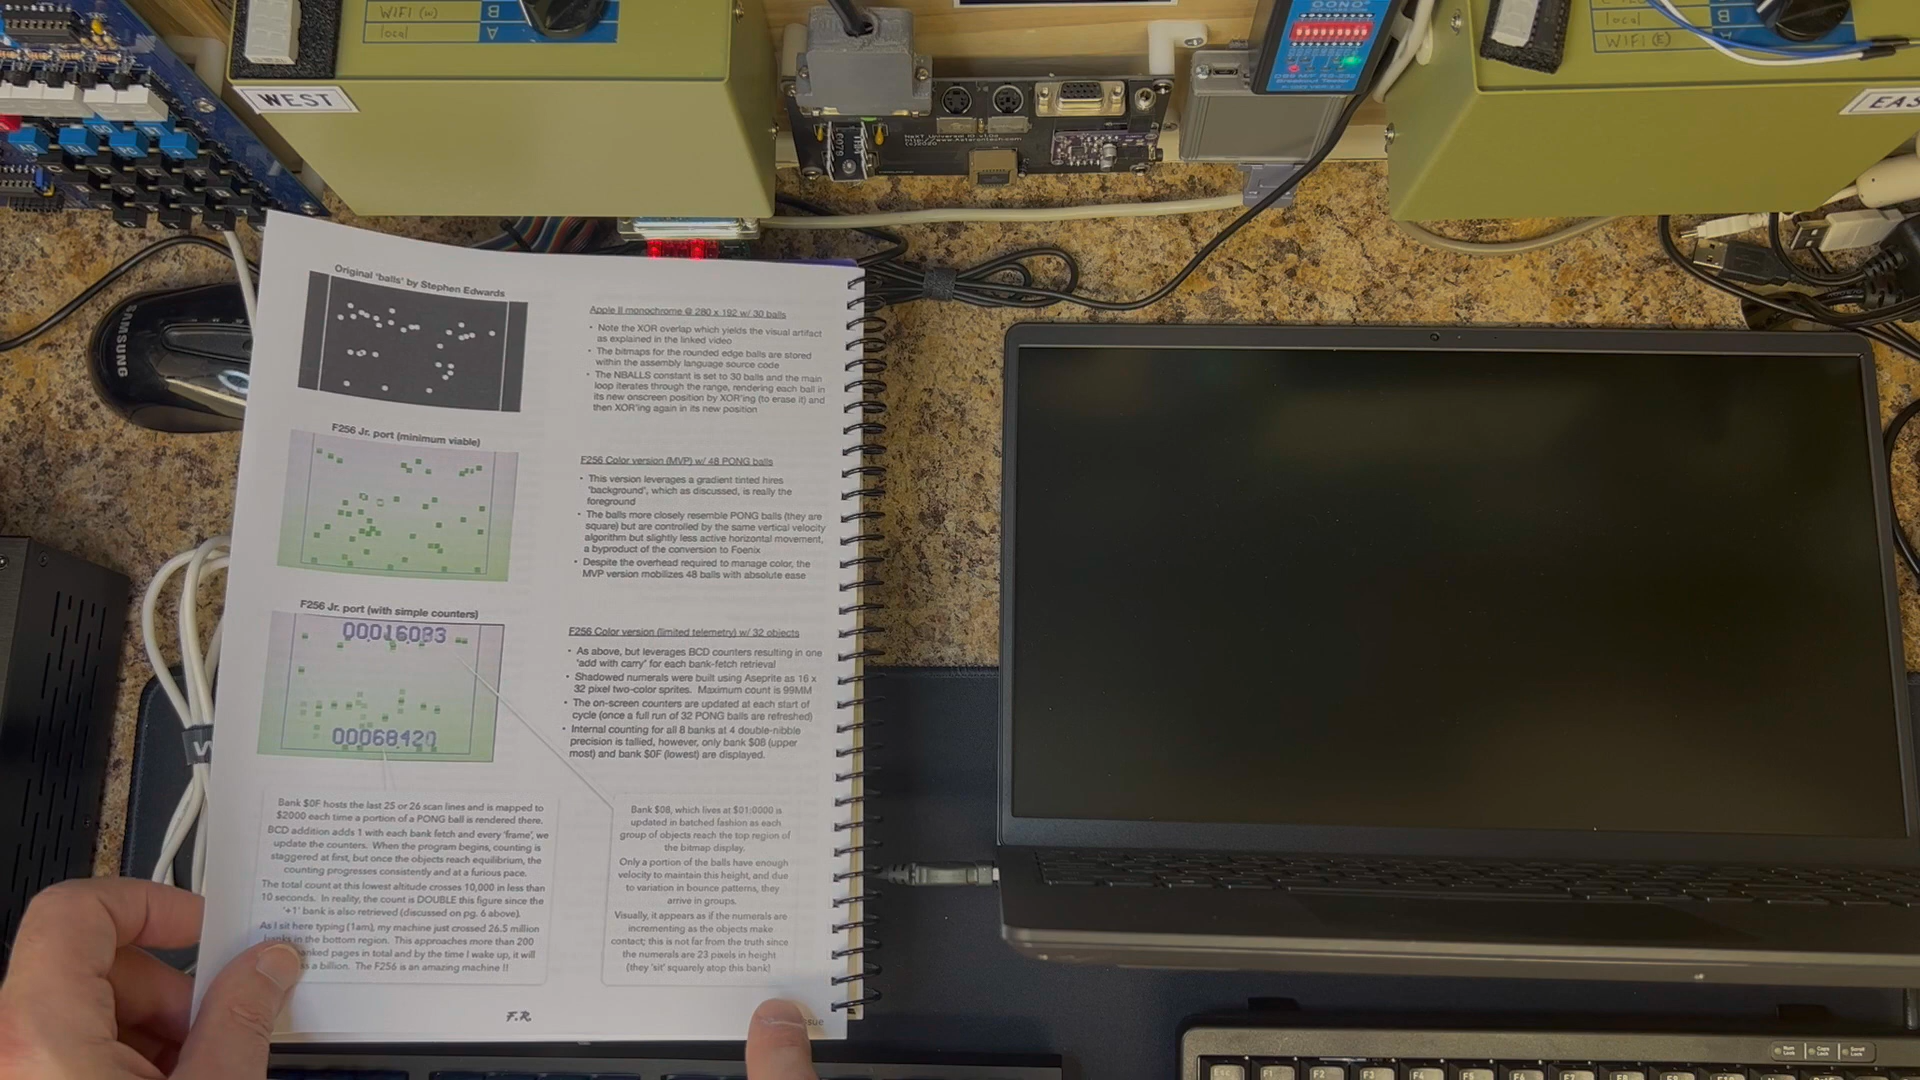 WIFI (w)
B
local
A
WEST
SAMSUNG
NeXT Universal IO v1.0a
local
B
WIFI (E)
EAS
Original 'balls' by Stephen Edwards
Apple II monochrome @ 280 x 192 w/ 30 balls
• Note the XOR overlap which yields the visual artifact
as explained in the linked video
• The bitmaps for the rounded edge balls are stored
within the assembly language source code
• The NBALLS constant is set to 30 balls and the main
loop iterates through the range, rendering each ball in
its new onscreen position by XOR'ing (to erase it) and
then XOR'ing again in its new position
F256 Jr. port (minimum viable)
F256 Color version (MVP) w/ 48 PONG balls
• This version leverages a gradient tinted hires
'background', which as discussed, is really the
foreground
• The balls more closely resemble PONG balls (they are
square) but are controlled by the same vertical velocity
algorithm but slightly less active horizontal movement,
a byproduct of the conversion to Foenix
• Despite the overhead required to manage color, the
MVP version mobilizes 48 balls with absolute ease
F256 Jr. port (with simple counters)
00016083
00068420
F256 Color version (limited telemetry) w/ 32 objects
• As above, but leverages BCD counters resulting in one
'add with carry' for each bank-fetch retrieval
• Shadowed numerals were built using Aseprite as 16 x
32 pixel two-color sprites. Maximum count is 99MM
• The on-screen counters are updated at each start of
cycle (once a full run of 32 PONG balls are refreshed)
• Internal counting for all 8 banks at 4 double-nibble
precision is tallied, however, only bank $08 (upper
most) and bank $0F (lowest) are displayed.
Bank $0F hosts the last 25 or 26 scan lines and is mapped to
$2000 each time a portion of a PONG ball is rendered there.
BCD addition adds 1 with each bank fetch and every 'frame', we
update the counters. When the program begins, counting is
staggered at first, but once the objects reach equilibrium, the
counting progresses consistently and at a furious pace.
The total count at this lowest altitude crosses 10,000 in less than
10 seconds. In reality, the count is DOUBLE this figure since the
'+1' bank is also retrieved (discussed on pg. 6 above).
As I sit here typing (1am), my machine just crossed 26.5 million
banks in the bottom region. This approaches more than 200
anked pages in total and by the time I wake up, it will
s a billion. The F256 is an amazing machine !!
Bank $08, which lives at $01:0000 is
updated in batched fashion as each
group of objects reach the top region of
the bitmap display.
Only a portion of the balls have enough
velocity to maintain this height, and due
to variation in bounce patterns, they
arrive in groups.
Visually, it appears as if the numerals are
incrementing as the objects make
contact; this is not far from the truth since
the numerals are 23 pixels in height
(they 'sit' squarely atop this bank)
F.R.
ssue
Num Lock
Caps Lock
Scroll Lock
Esc
F1
F2
F3
F4
F5
F6
F7
F8